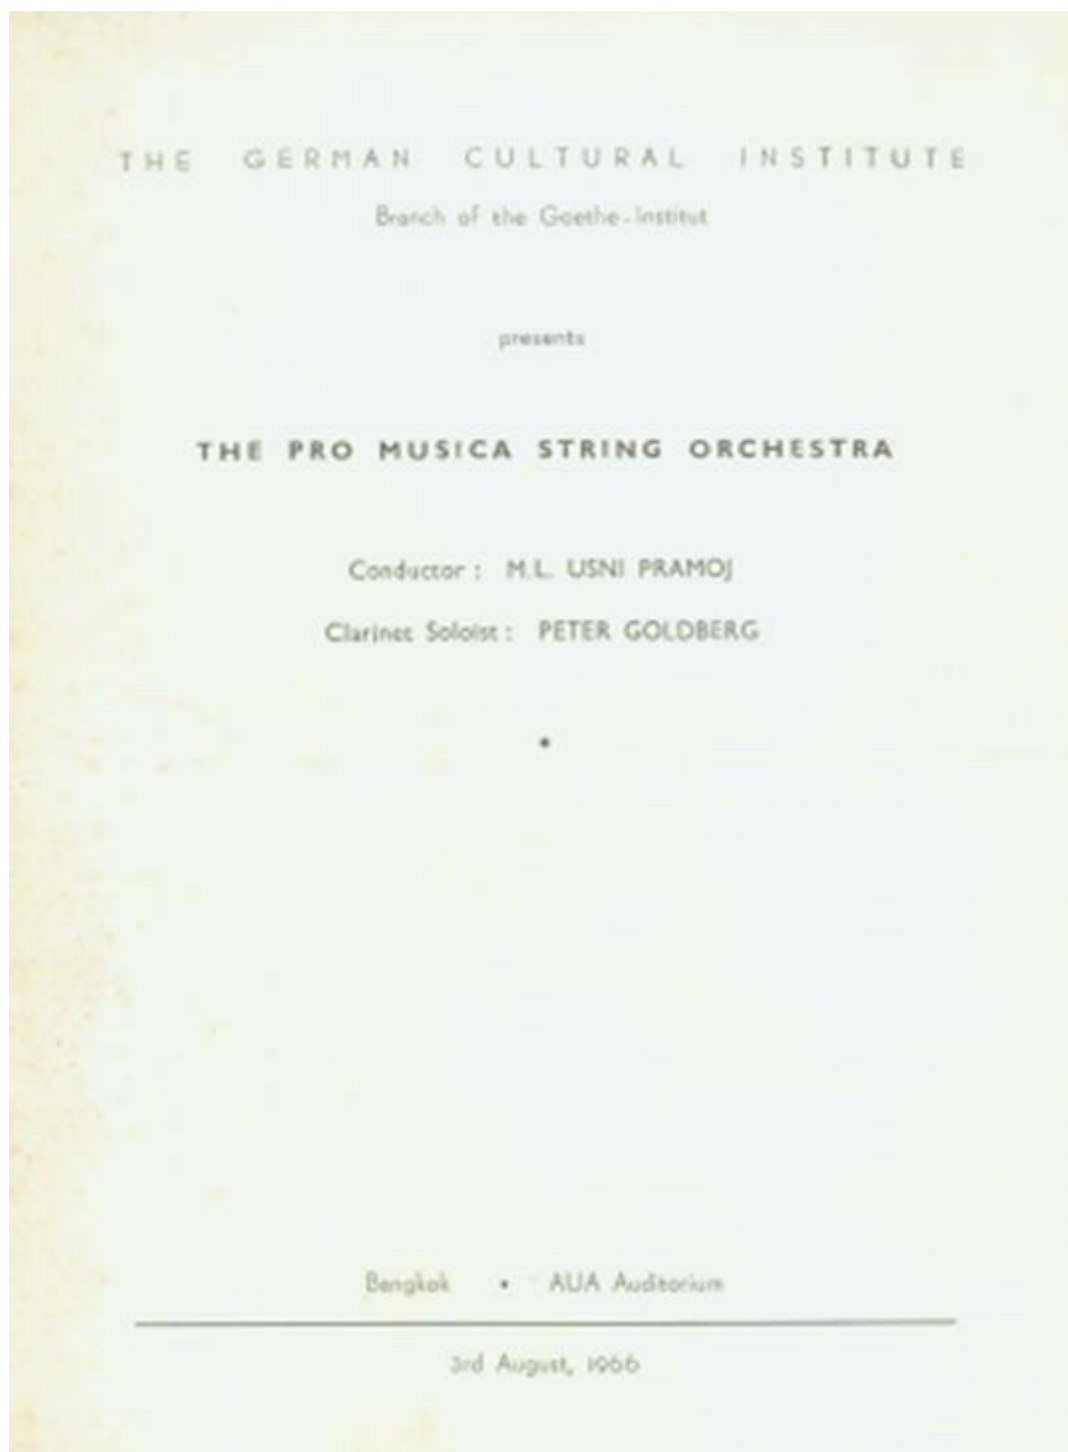 THE GERMAN CULTURAL INSTITUTE
Branch of the Goethe-Institut
presents
THE PRO MUSICA STRING ORCHESTRA
Conductor : M.L. USNI PRAMOJ
Clarinet Soloist : PETER GOLDBERG
•
Bangkok • AUA Auditorium
3rd August, 1966